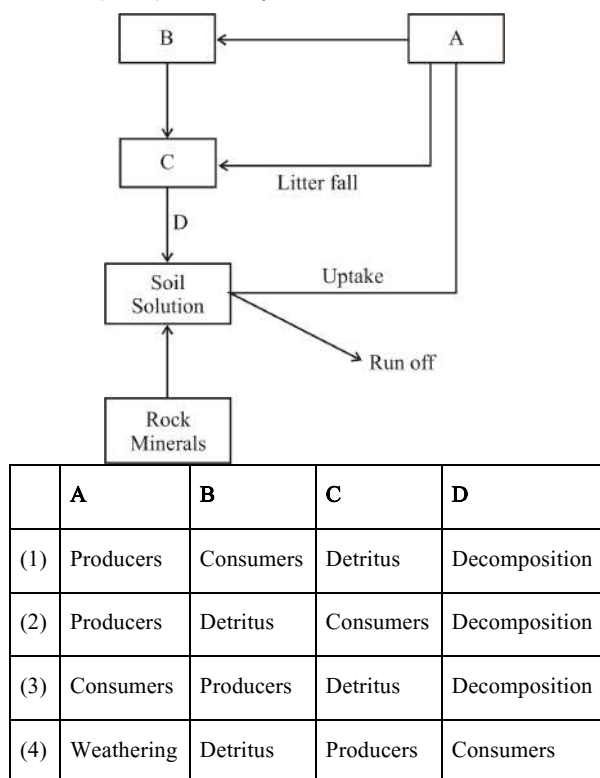 B
A
C
Litter fall
D
Soil
Solution
Uptake
Run off
Rock
Minerals
A B C D
(1) Producers Consumers Detritus Decomposition
(2) Producers Detritus Consumers Decomposition
(3) Consumers Producers Detritus Decomposition
(4) Weathering Detritus Producers Consumers